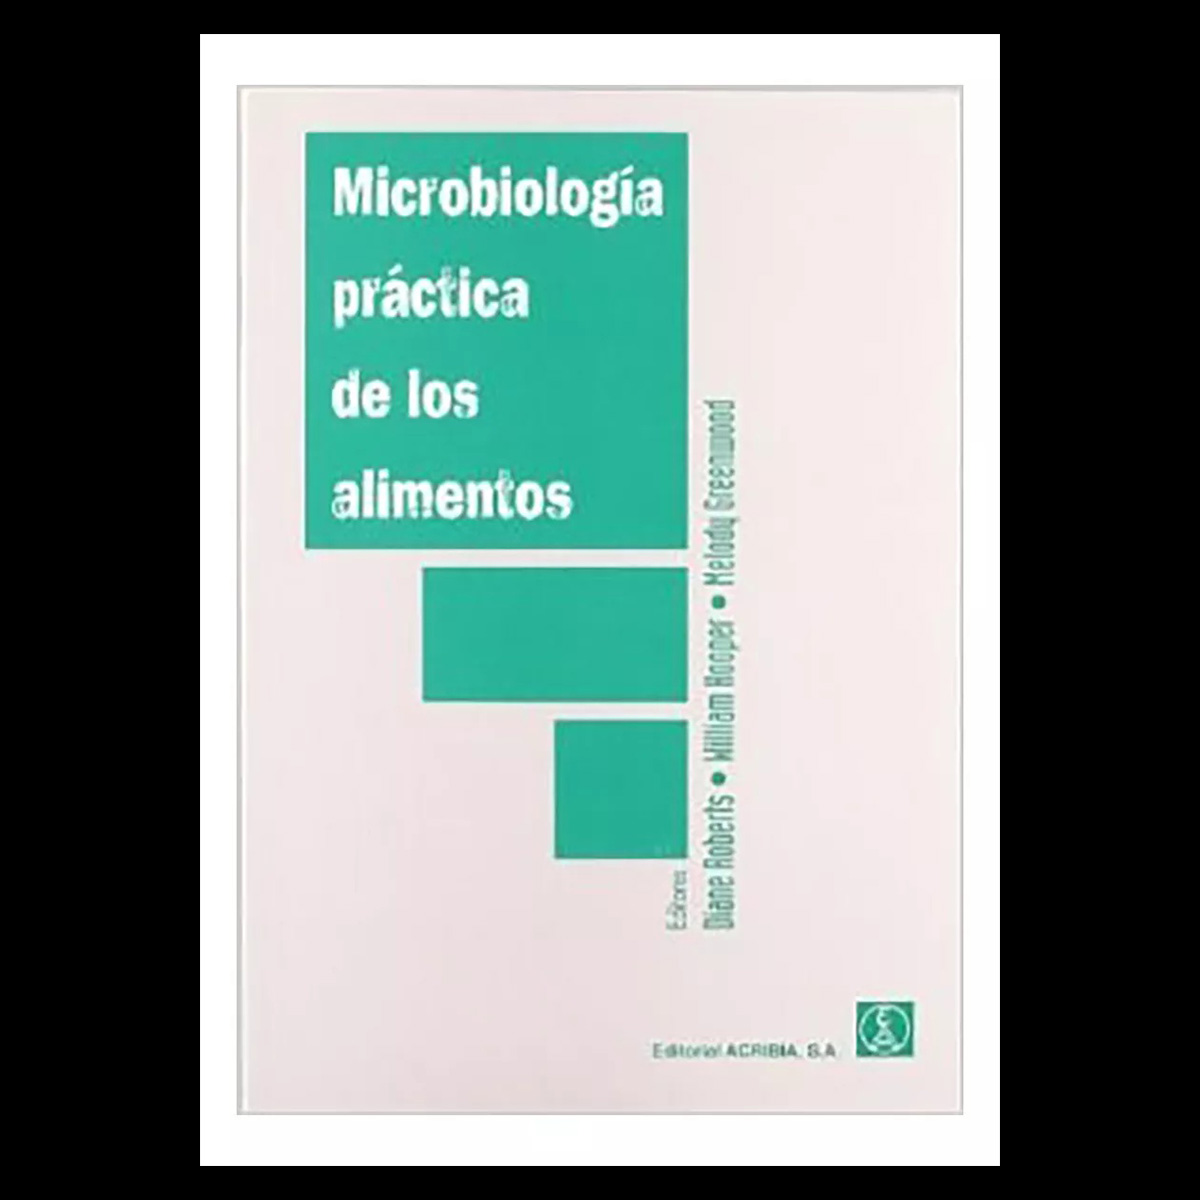 Microbiología
práctica
de los
alimentos
Editores
Diane Roberts • William Hooper • Melody Greenwood
Editorial ACRIBIA, S.A.